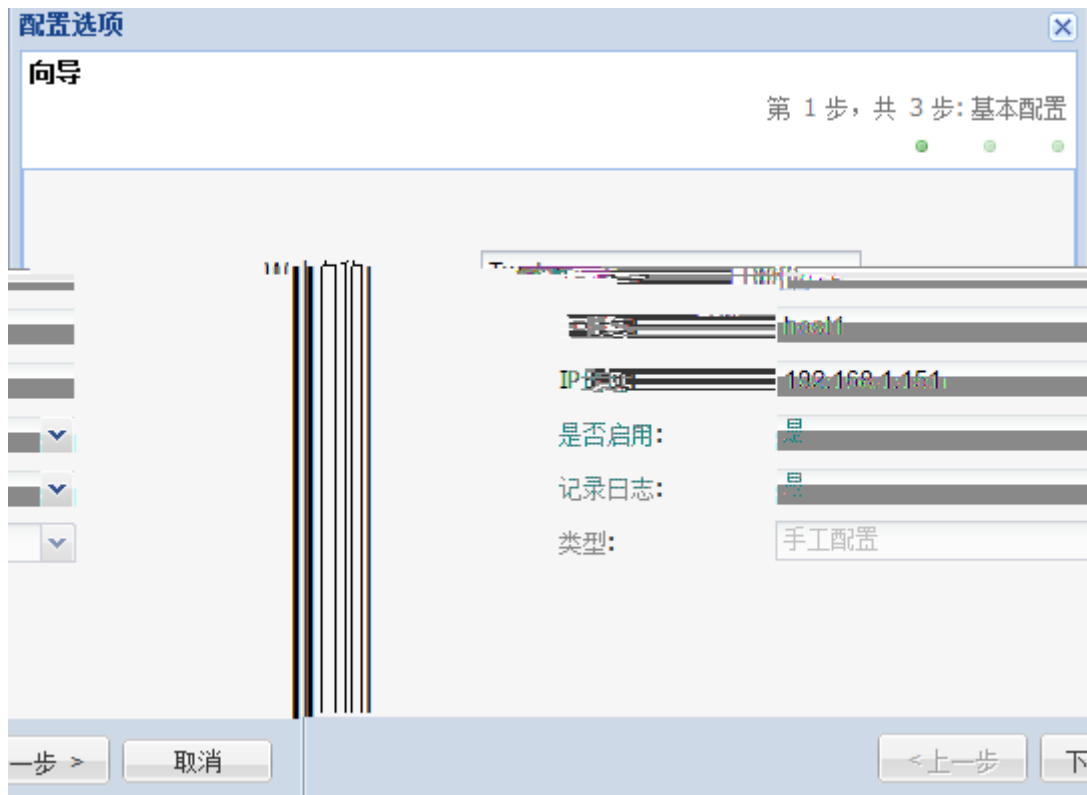 配置选项
向导
第 1 步，共 3 步: 基本配置
host1
192.168.1.151
是否启用: 是
记录日志: 是
类型: 手工配置
一步 >
取消
<上一步
下